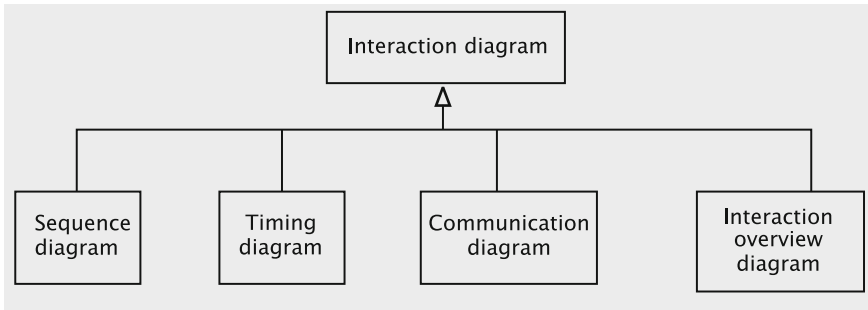 Interaction diagram
Sequence
diagram
Timing
diagram
Communication
diagram
Interaction
overview
diagram